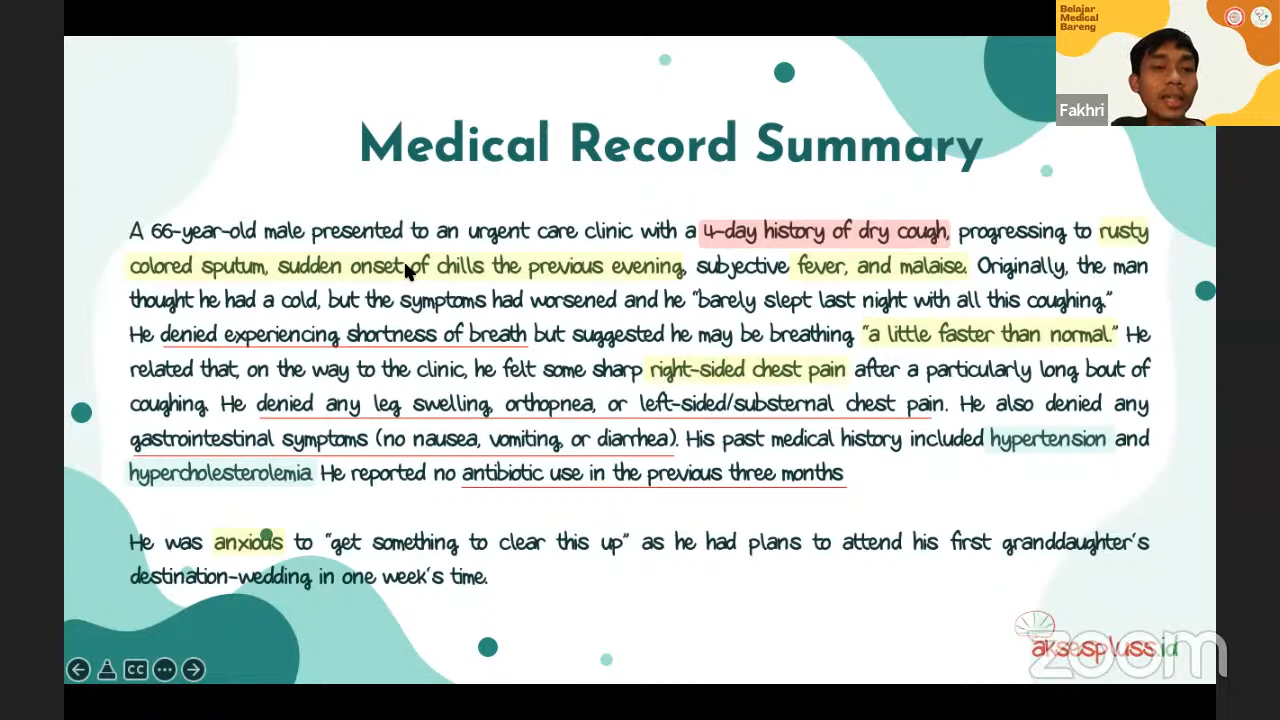 Belajar
Medical
Bareng
Fakhri
Medical Record Summary
A 66-year-old male presented to an urgent care clinic with a 4-day history of dry cough, progressing to rusty
colored sputum, sudden onset of chills the previous evening, subjective fever, and malaise. Originally, the man
thought he had a cold, but the symptoms had worsened and he “barely slept last night with all this coughing.”
He denied experiencing shortness of breath but suggested he may be breathing “a little faster than normal.” He
related that, on the way to the clinic, he felt some sharp right-sided chest pain after a particularly long bout of
coughing. He denied any leg swelling, orthopnea, or left-sided/substernal chest pain. He also denied any
gastrointestinal symptoms (no nausea, vomiting, or diarrhea). His past medical history included hypertension and
hypercholesterolemia. He reported no antibiotic use in the previous three months
He was anxious to “get something to clear this up” as he had plans to attend his first granddaughter's
destination-wedding in one week's time.
aksespluss.id
zoom
CC